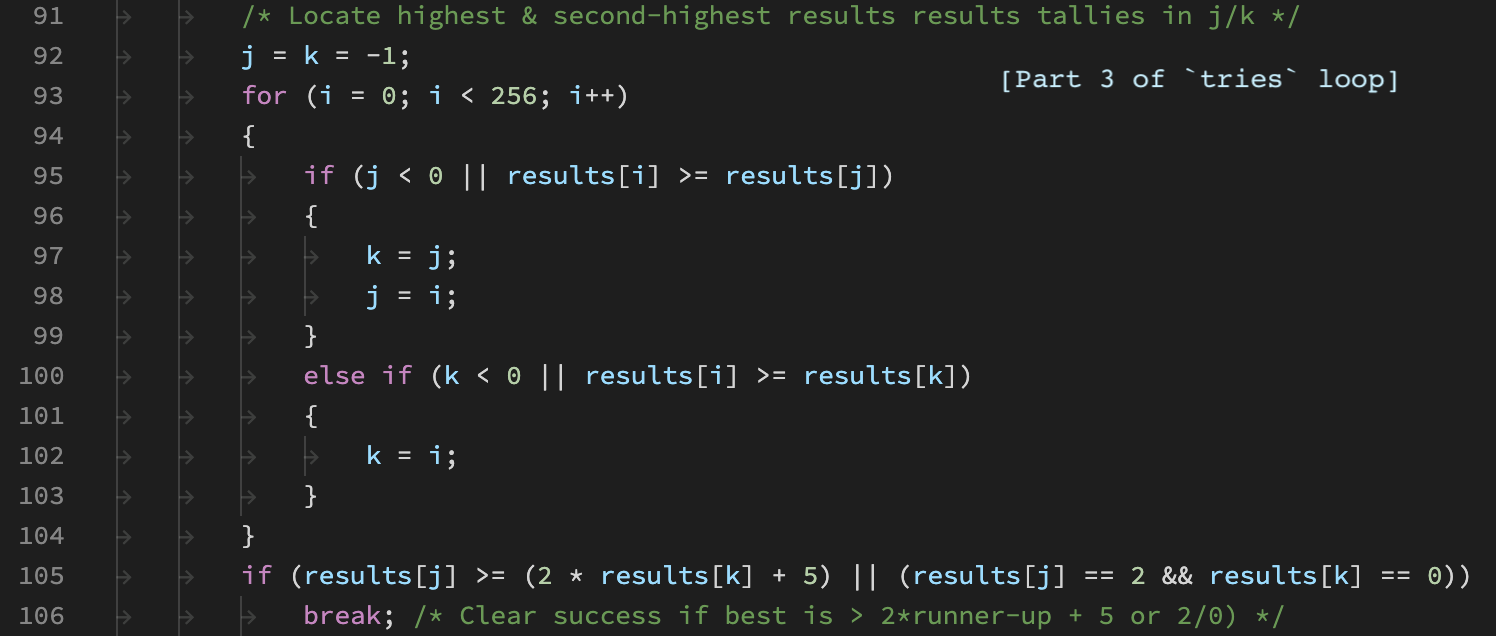 91 /* Locate highest & second-highest results results tallies in j/k */
92 j = k = -1;
[Part 3 of `tries` loop]
93 for (i = 0; i < 256; i++)
94 {
95 if (j < 0 || results[i] >= results[j])
96 {
97 k = j;
98 j = i;
99 }
100 else if (k < 0 || results[i] >= results[k])
101 {
102 k = i;
103 }
104 }
105 if (results[j] >= (2 * results[k] + 5) || (results[j] == 2 && results[k] == 0))
106 break; /* Clear success if best is > 2*runner-up + 5 or 2/0) */